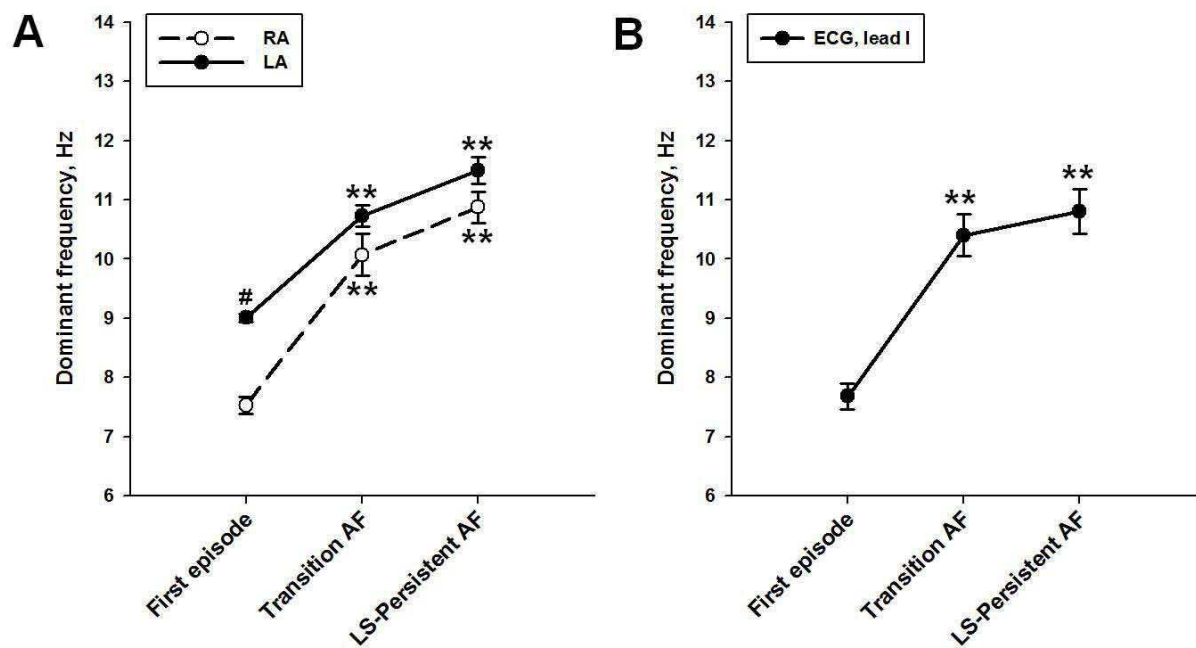 A
RA
LA
Dominant frequency, Hz
14
13
12
11
10
9
8
7
6
**
**
**
**
#
First episode
Transition AF
LS-Persistent AF
B
ECG, lead I
Dominant frequency, Hz
14
13
12
11
10
9
8
7
6
**
**
First episode
Transition AF
LS-Persistent AF